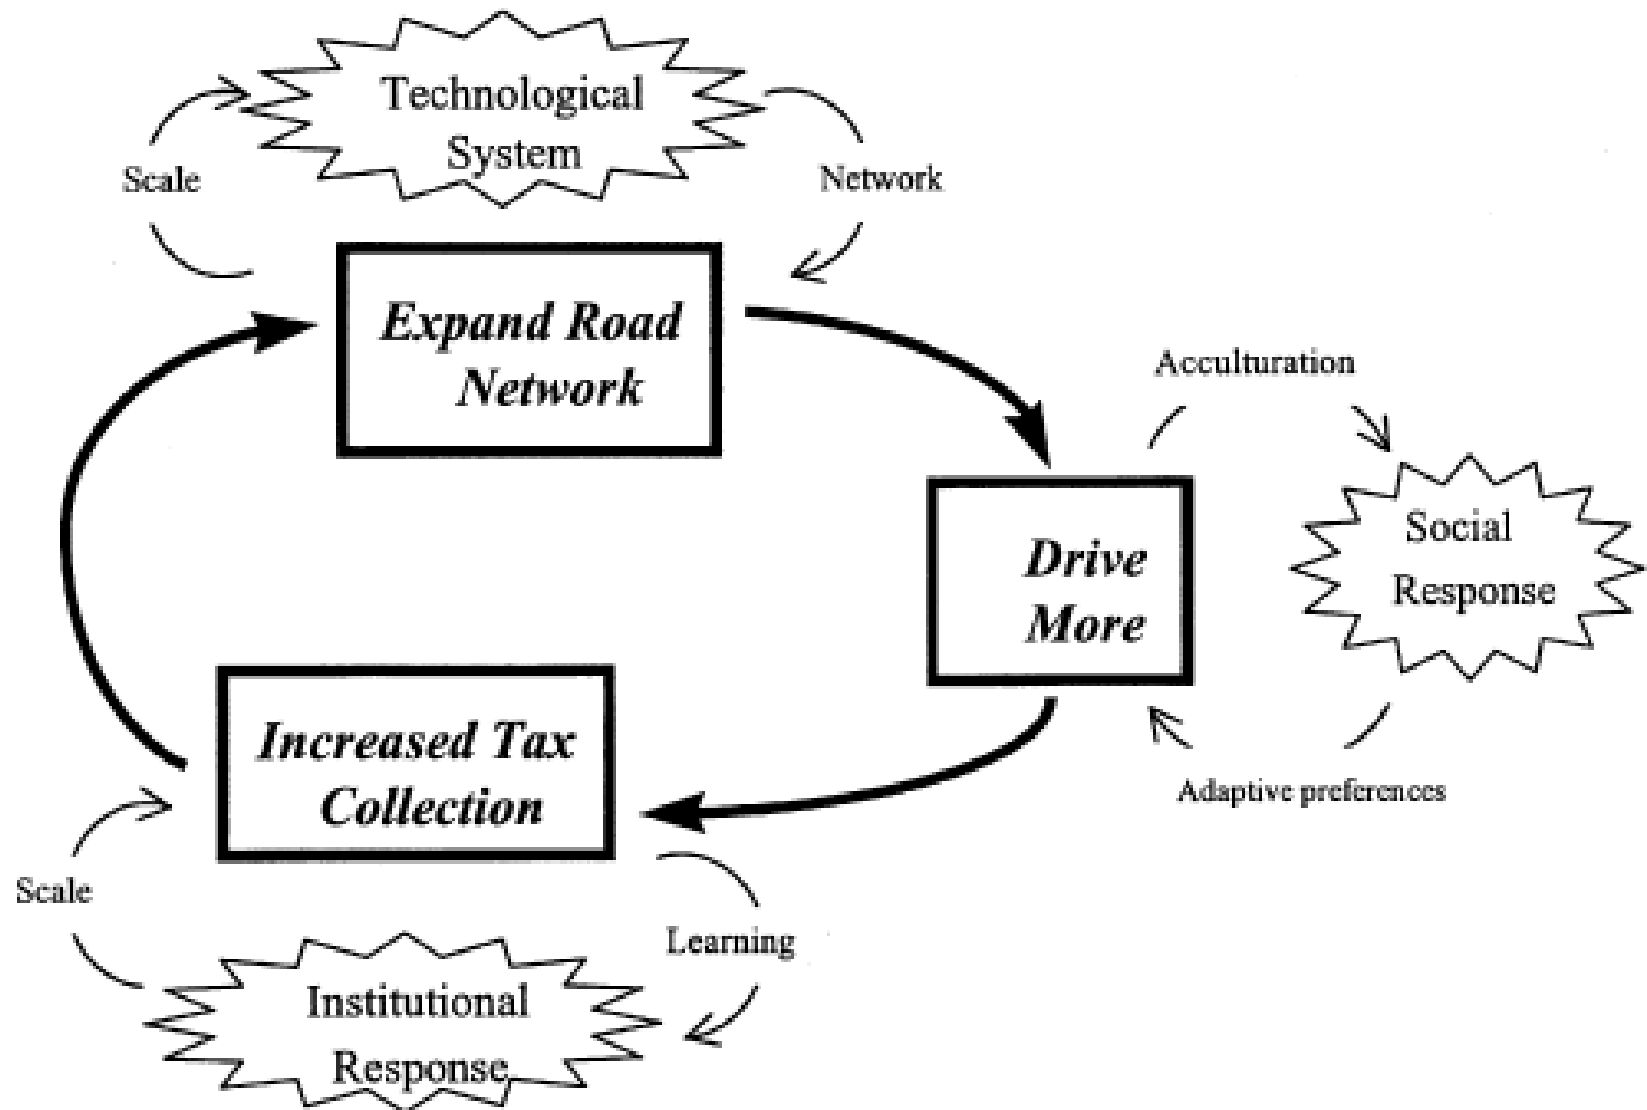 Technological
System
Scale
Network
Expand Road
Network
Acculturation
Social
Response
Drive
More
Adaptive preferences
Increased Tax
Collection
Scale
Learning
Institutional
Response